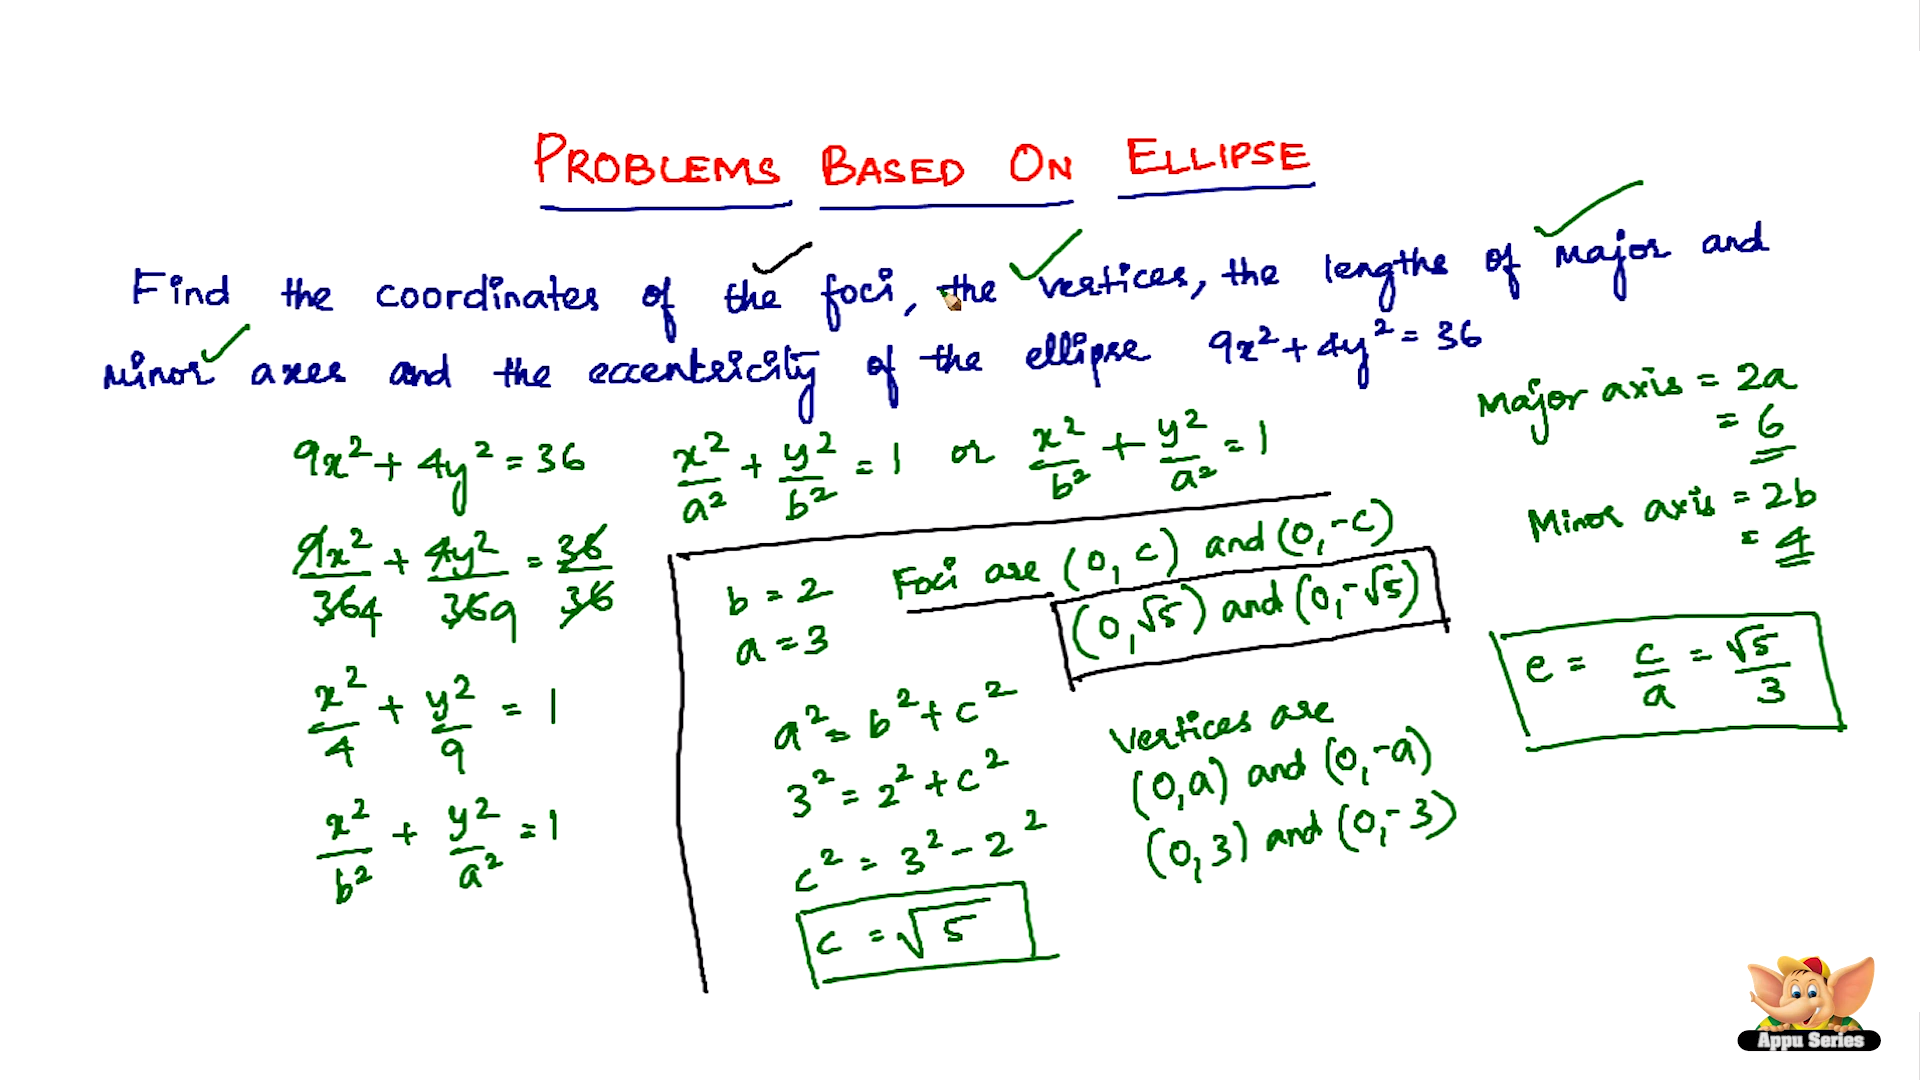 PROBLEMS BASED ON ELLIPSE
Find the coordinates of the foci, the vertices, the lengths of major and
minor axes and the eccentricity of the ellipse 9x² + 4y² = 36
9x² + 4y² = 36
9x²/36 4 + 4y²/36 9 = 36/36
x²/4 + y²/9 = 1
x²/b² + y²/a² = 1
x²/a² + y²/b² = 1 or x²/b² + y²/a² = 1
b = 2
a = 3
a² = b² + c²
3² = 2² + c²
c² = 3² - 2²
c = √5
Foci are (0, c) and (0, -c)
(0, √5) and (0, -√5)
Vertices are
(0, a) and (0, -a)
(0, 3) and (0, -3)
Major axis = 2a
= 6
Minor axis = 2b
= 4
e = c/a = √5/3
Appu Series